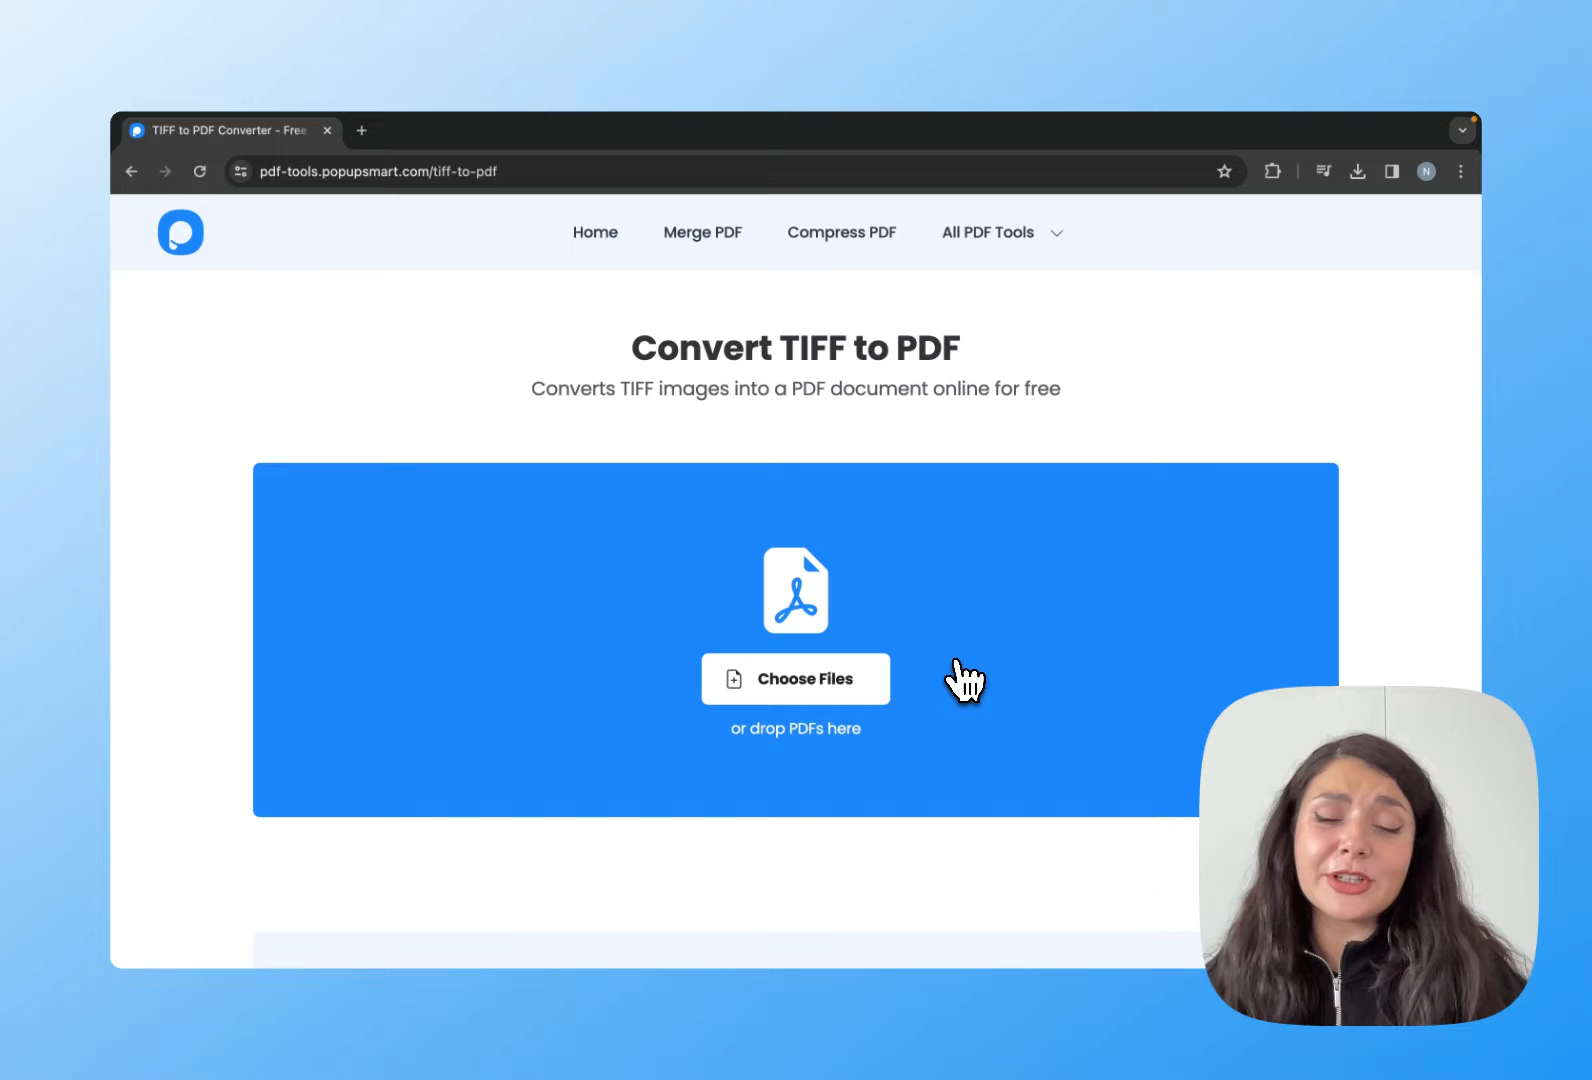 TIFF to PDF Converter - Free
pdf-tools.popupsmart.com/tiff-to-pdf
N
Home
Merge PDF
Compress PDF
All PDF Tools
Convert TIFF to PDF
Converts TIFF images into a PDF document online for free
Choose Files
or drop PDFs here